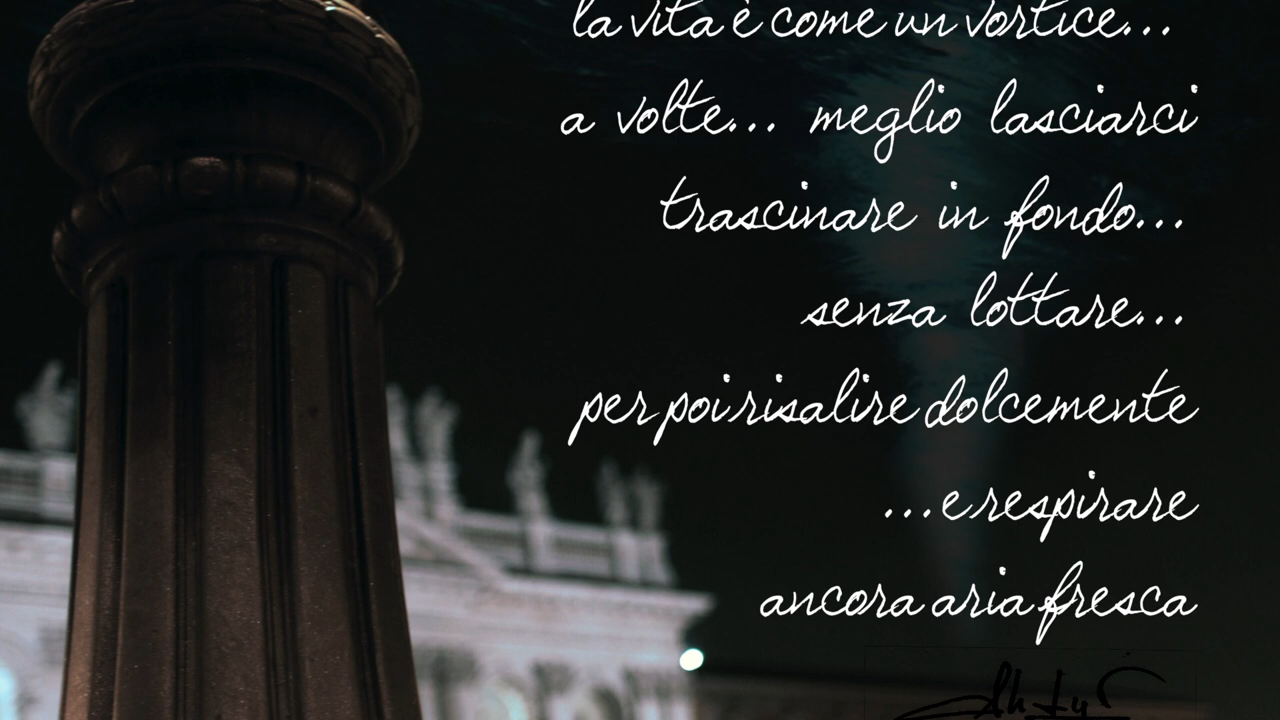 la vita è come un vortice...
a volte... meglio lasciarci
trascinare in fondo...
senza lottare...
per poi risalire dolcemente
...e respirare
ancora aria fresca